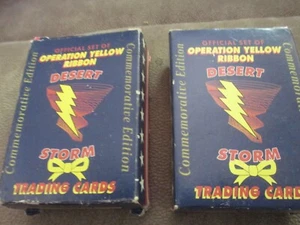 Commemorative Edition
OFFICIAL SET OF
OPERATION YELLOW
RIBBON
DESERT
STORM
TRADING CARDS
Commemorative Edition
Commemorative Edition
OFFICIAL SET OF
OPERATION YELLOW
RIBBON
DESERT
STORM
TRADING CARDS
Commemorative Edition